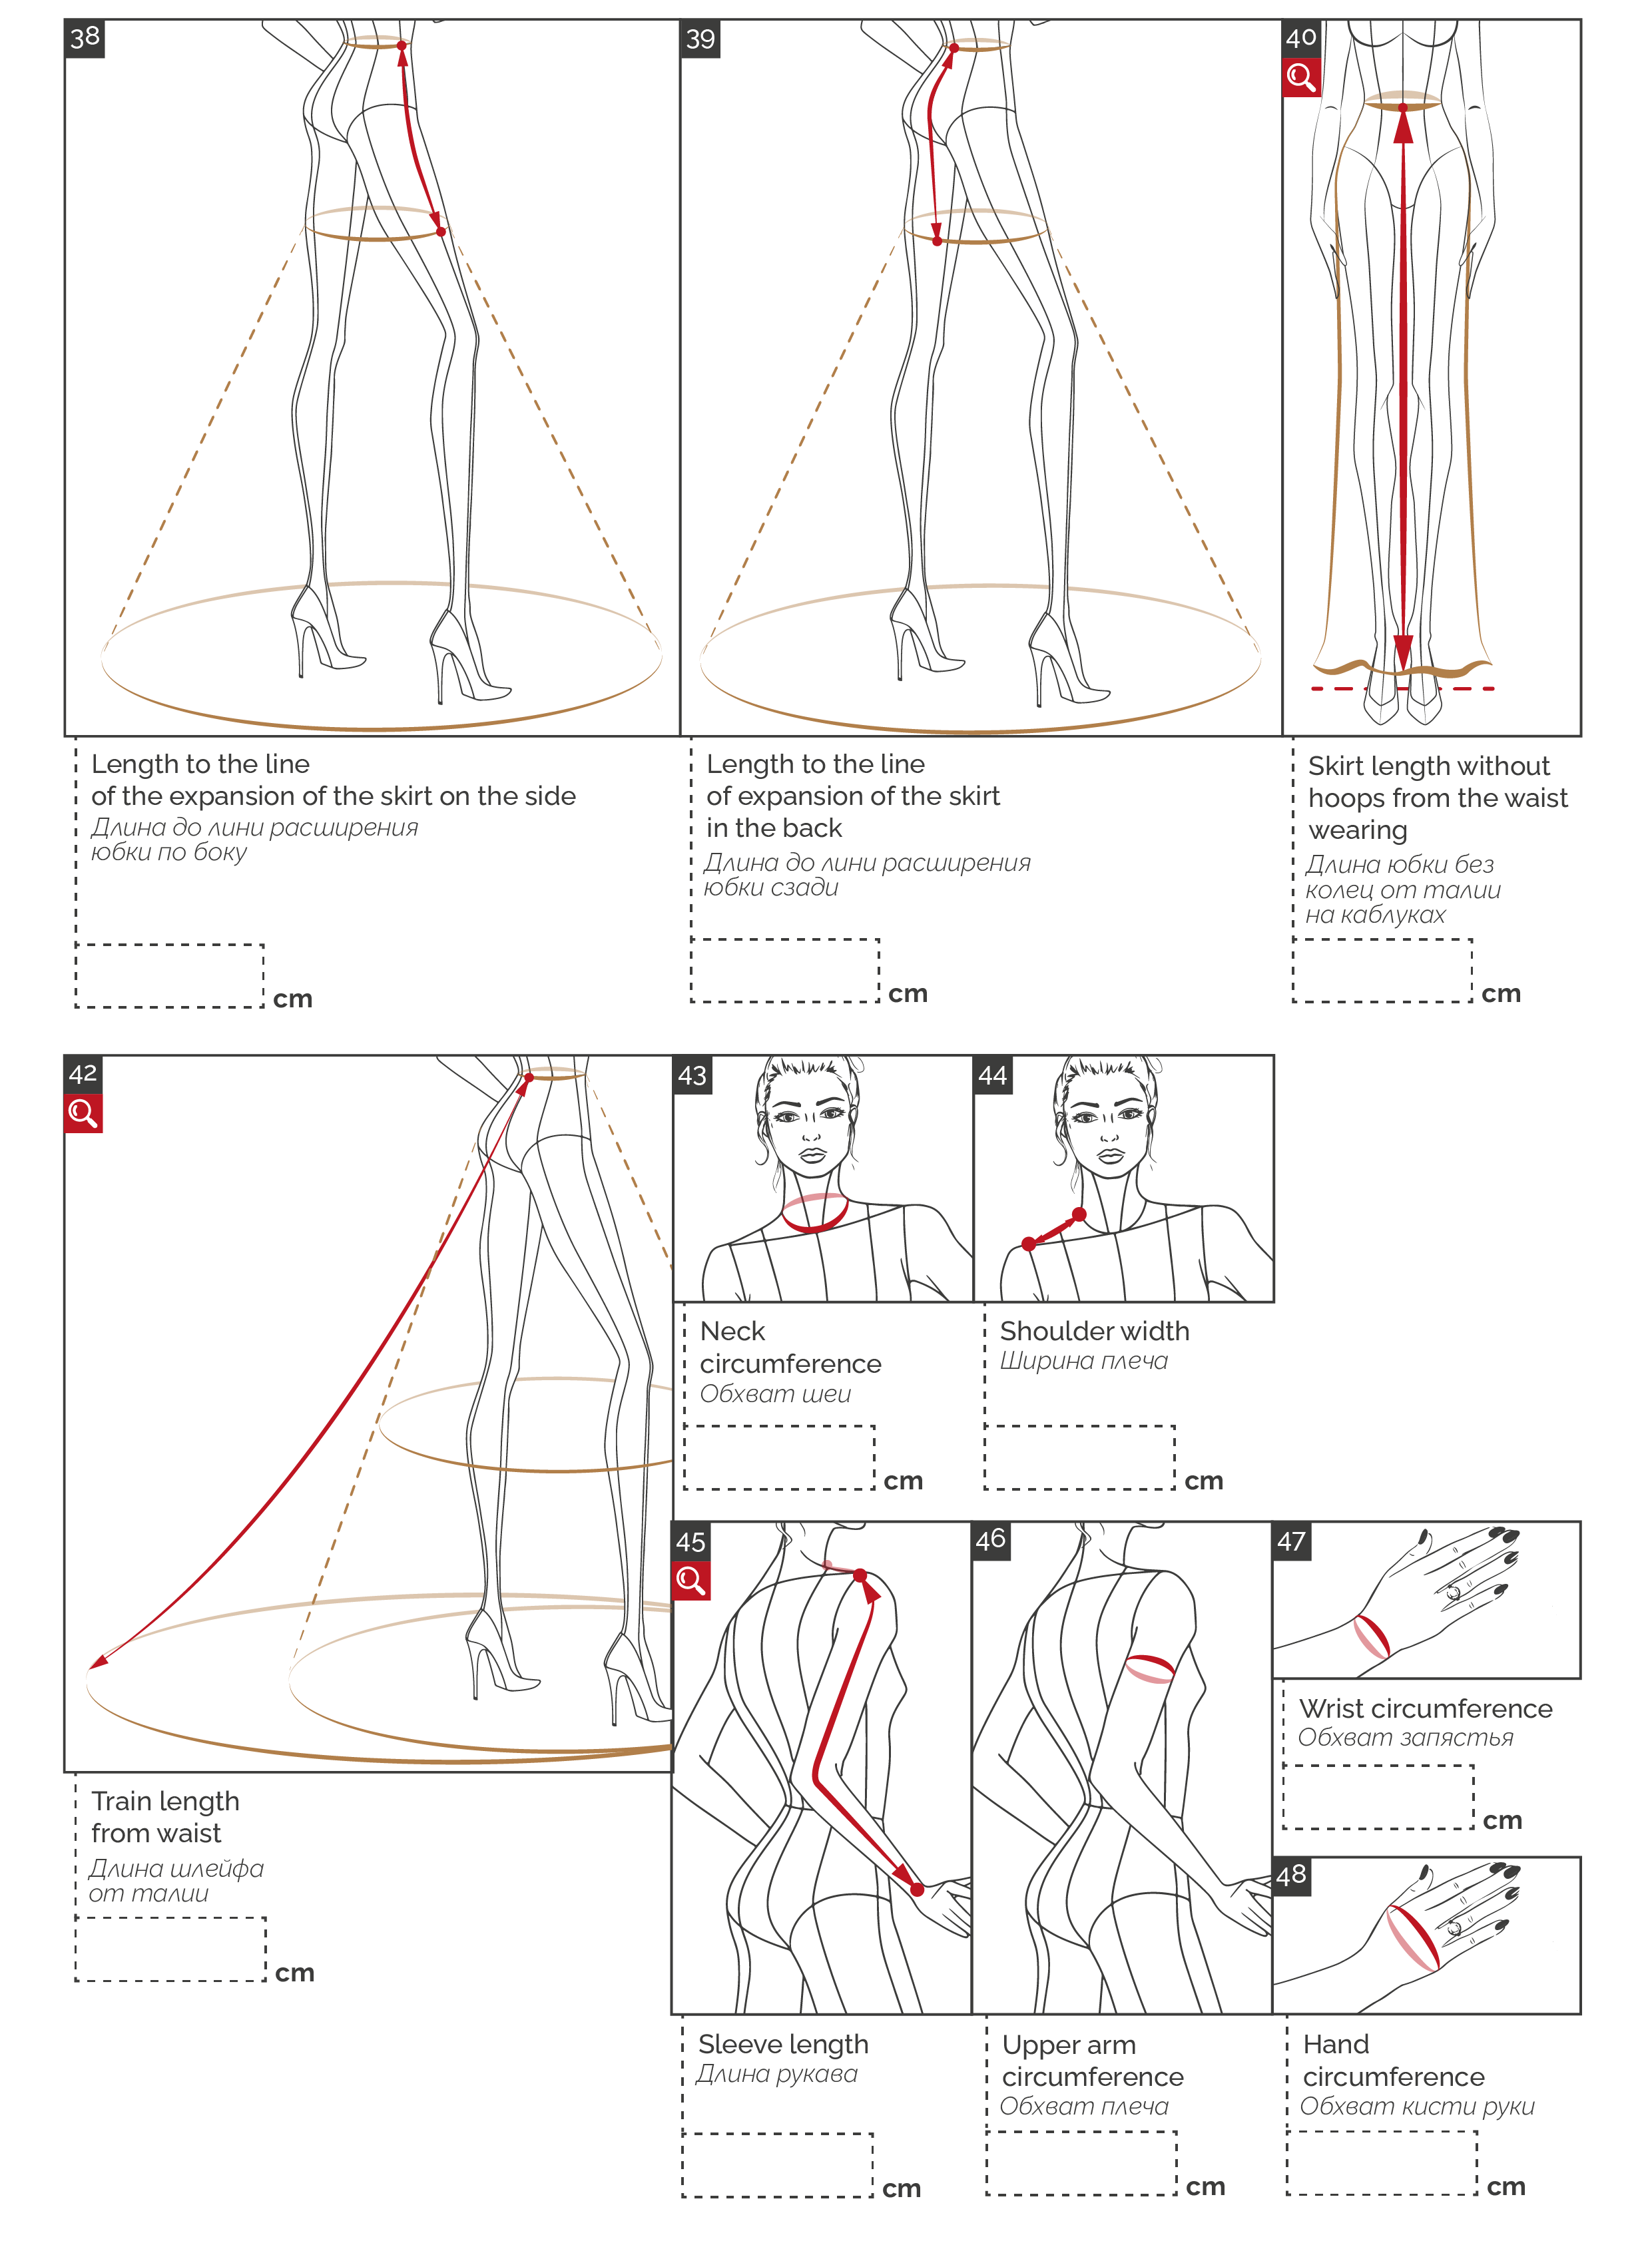 38
Length to the line
of the expansion of the skirt on the side
Длина до лини расширения
юбки по боку
cm
39
Length to the line
of expansion of the skirt
in the back
Длина до лини расширения
юбки сзади
cm
40
Skirt length without
hoops from the waist
wearing
Длина юбки без
колец от талии
на каблуках
cm
42
Train length
from waist
Длина шлейфа
от талии
cm
43
Neck
circumference
Обхват шеи
cm
44
Shoulder width
Ширина плеча
cm
45
Sleeve length
Длина рукава
cm
46
Upper arm
circumference
Обхват плеча
cm
47
Wrist circumference
Обхват запястья
cm
48
Hand
circumference
Обхват кисти руки
cm